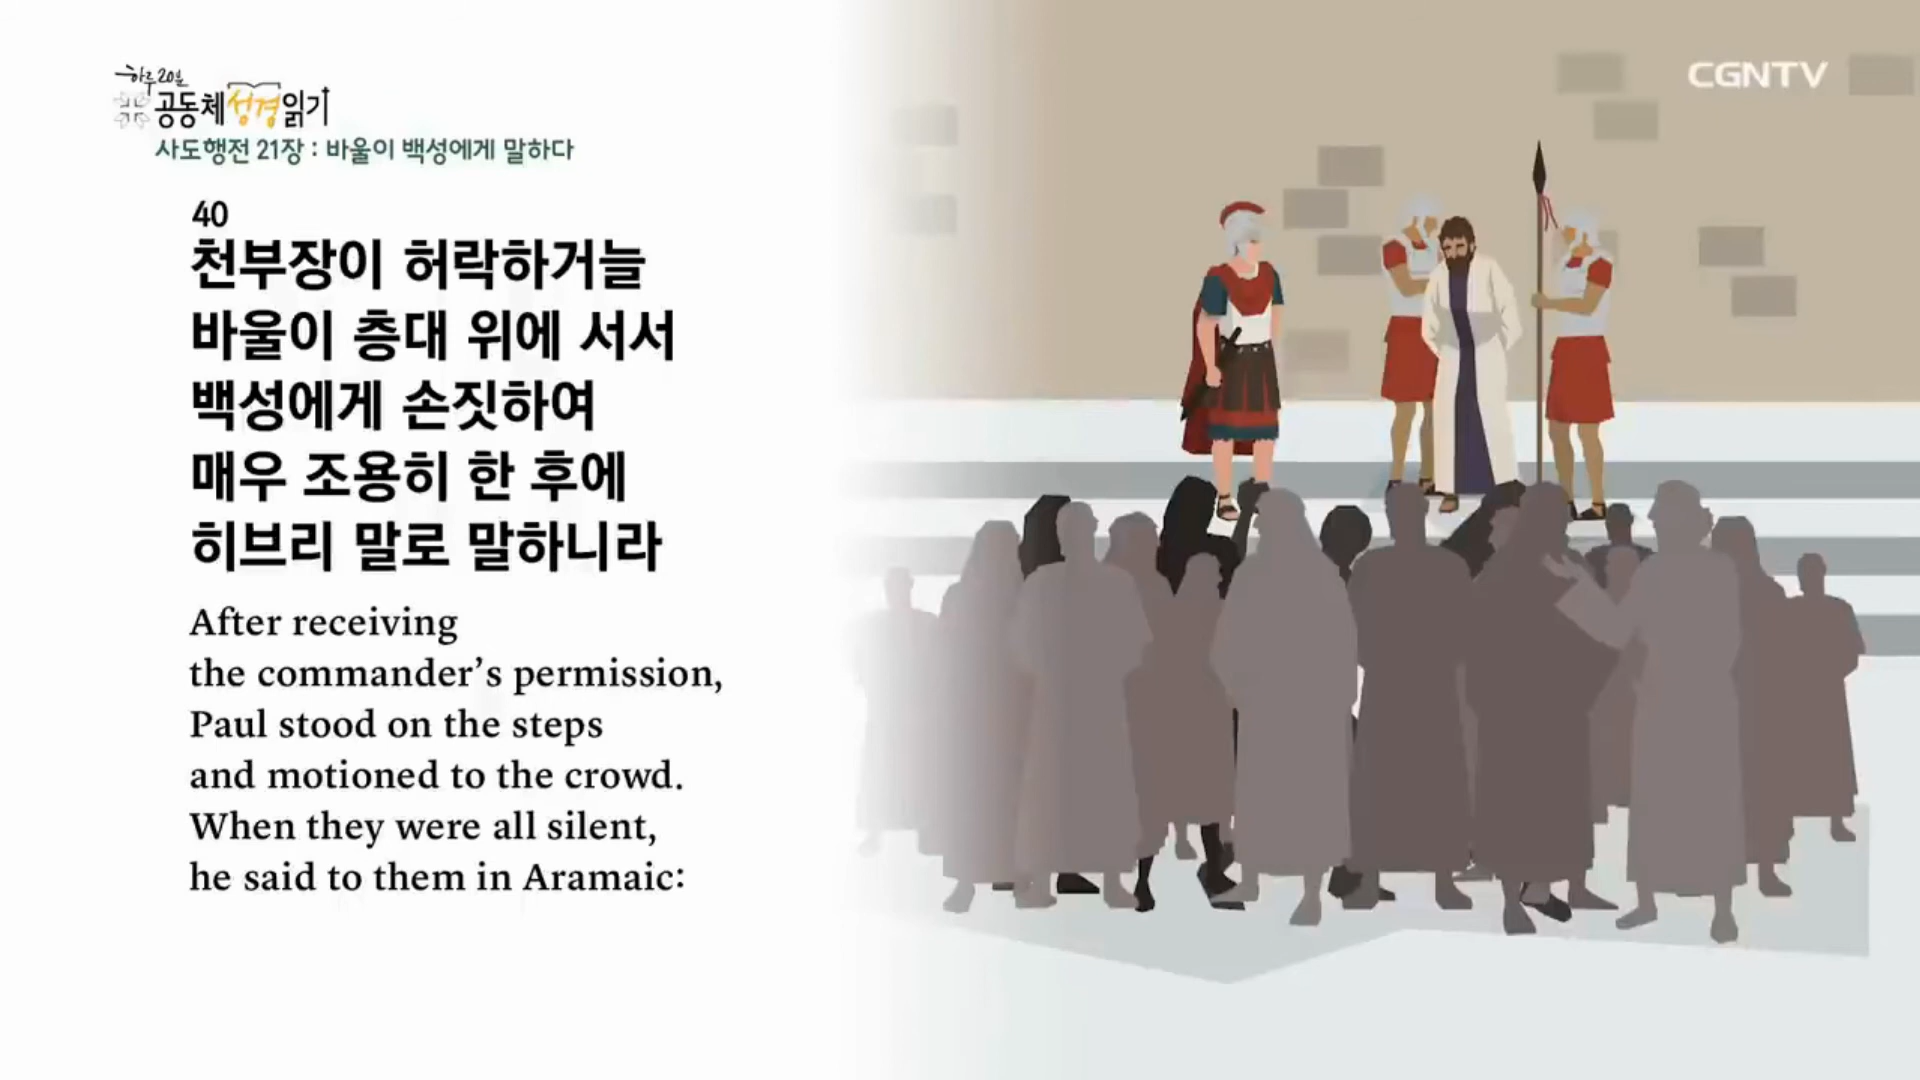 하루20분
공동체성경읽기
사도행전 21장 : 바울이 백성에게 말하다
CGNTV
40
천부장이 허락하거늘
바울이 층대 위에 서서
백성에게 손짓하여
매우 조용히 한 후에
히브리 말로 말하니라
After receiving
the commander’s permission,
Paul stood on the steps
and motioned to the crowd.
When they were all silent,
he said to them in Aramaic: